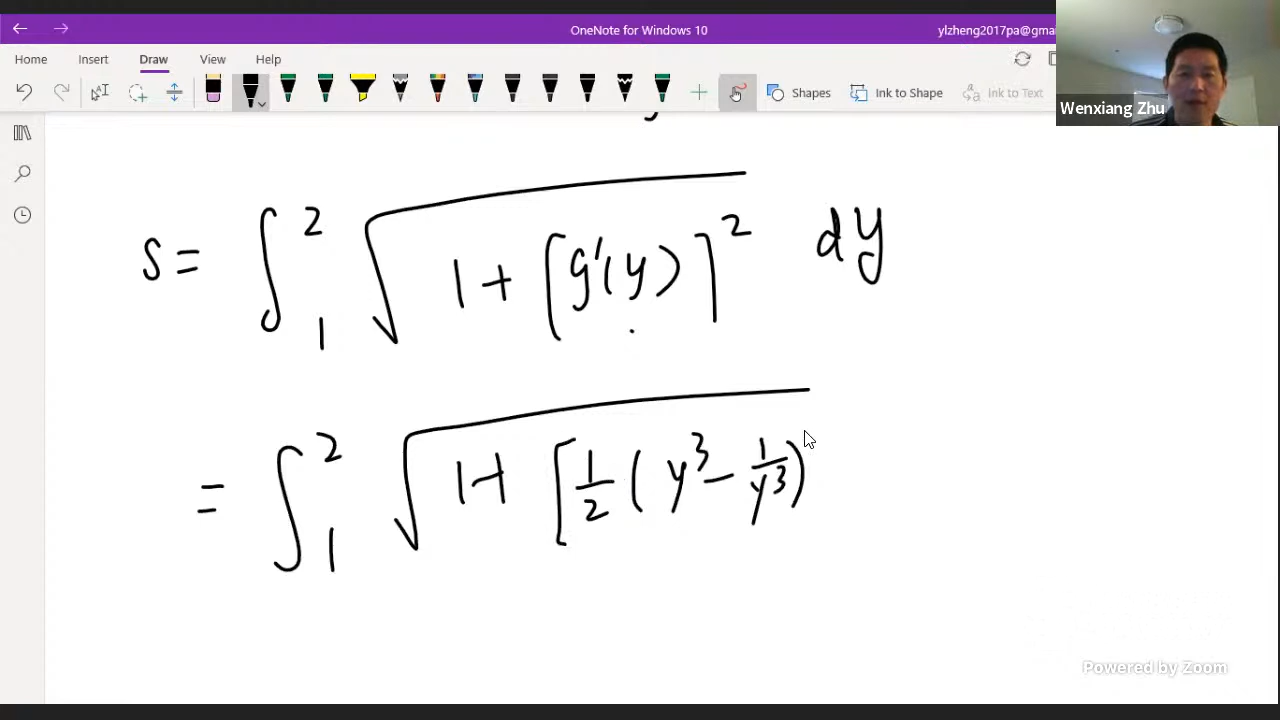 OneNote for Windows 10
ylzheng2017pa@gma
Home Insert Draw View Help
Shapes Ink to Shape Ink to Text
Wenxiang Zhu
S = ∫₁² √(1 + [g'(y)]² dy
= ∫₁² √(1+ [1/2 ( y³ - 1/y³)
Powered by Zoom